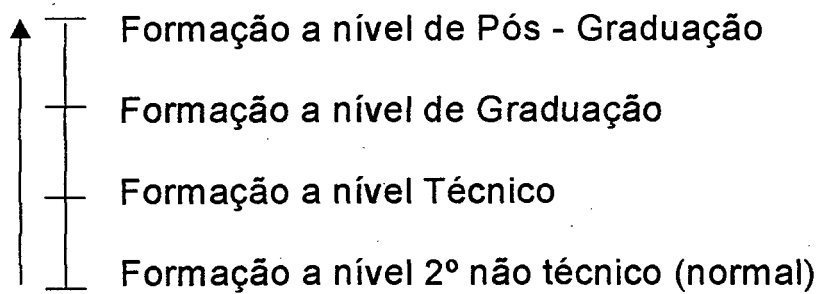 Formação a nível de Pós - Graduação
Formação a nível de Graduação
Formação a nível Técnico
Formação a nível 2º não técnico (normal)